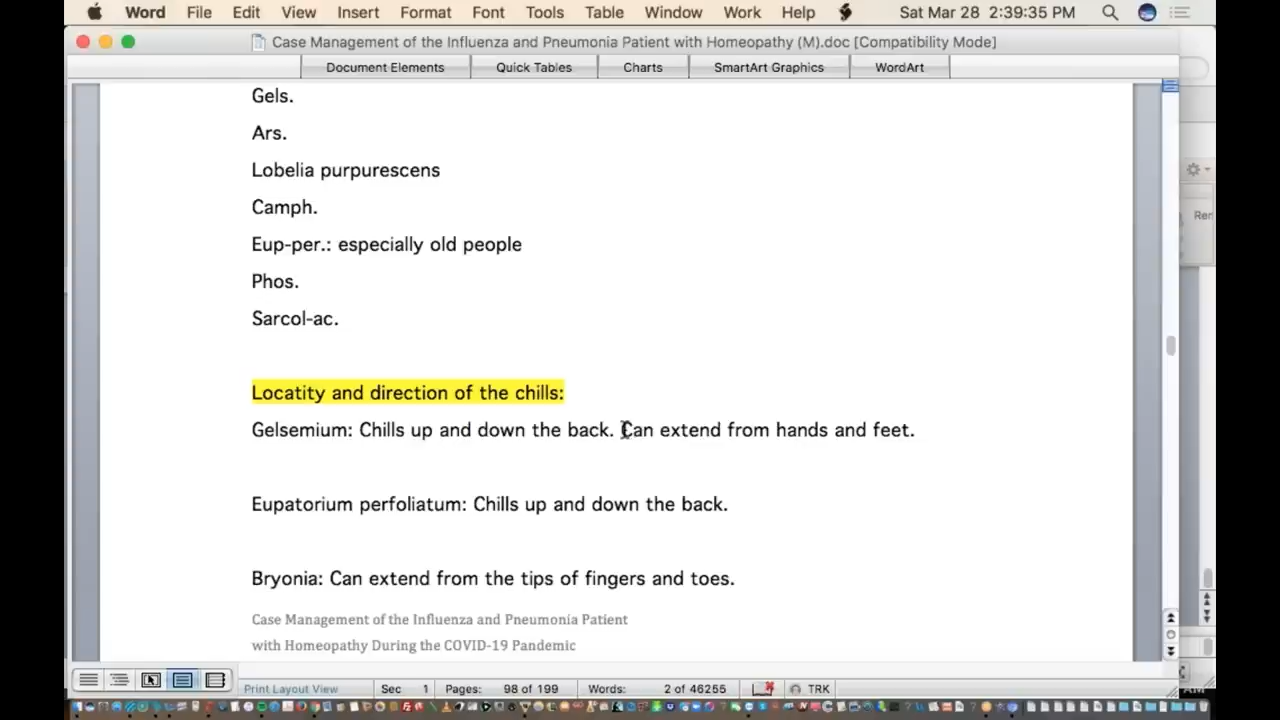 Word File Edit View Insert Format Font Tools Table Window Work Help Sat Mar 28 2:39:35 PM
Case Management of the Influenza and Pneumonia Patient with Homeopathy (M).doc [Compatibility Mode]
Document Elements Quick Tables Charts SmartArt Graphics WordArt
Gels.
Ars.
Lobelia purpurescens
Camph.
Eup-per.: especially old people
Phos.
Sarcol-ac.
Locatity and direction of the chills:
Gelsemium: Chills up and down the back. Can extend from hands and feet.
Eupatorium perfoliatum: Chills up and down the back.
Bryonia: Can extend from the tips of fingers and toes.
Case Management of the Influenza and Pneumonia Patient
with Homeopathy During the COVID-19 Pandemic
Print Layout View Sec 1 Pages: 98 of 199 Words: 2 of 46255 TRK